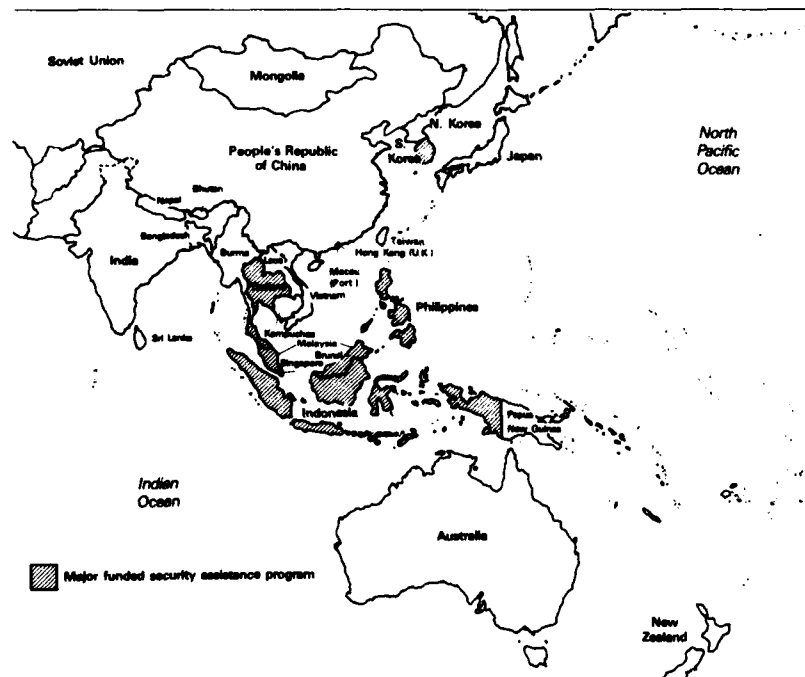 Soviet Union
Mongolia
N. Korea
S.
Korea
Japan
North
Pacific
Ocean
People's Republic
of China
Nepal
Bhutan
Bangladesh
India
Burma
Laos
Taiwan
Hong Kong (U.K.)
Macau
(Port.)
Vietnam
Philippines
Sri Lanka
Kampuchea
Malaysia
Brunei
Singapore
Indonesia
Papua
New Guinea
Indian
Ocean
Australia
Major funded security assistance program
New
Zealand